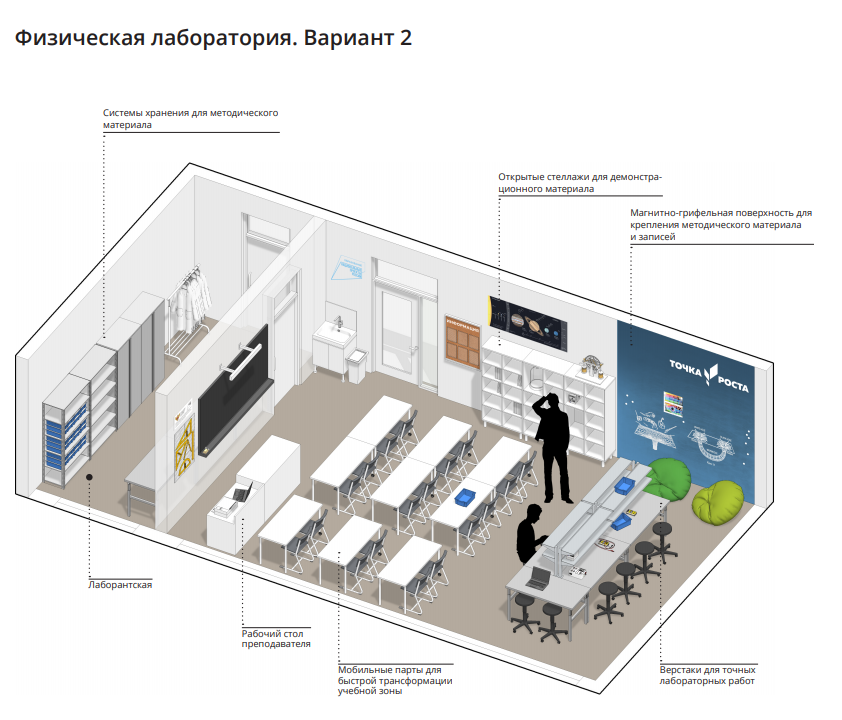 Физическая лаборатория. Вариант 2
Системы хранения для методического
материала
Открытые стеллажи для демонстра-
ционного материала
Магнитно-грифельная поверхность для
крепления методического материала
и записей
ИНФОРМАЦИЯ
ТОЧКА
РОСТА
Лаборантская
Рабочий стол
преподавателя
Мобильные парты для
быстрой трансформации
учебной зоны
Верстаки для точных
лабораторных работ